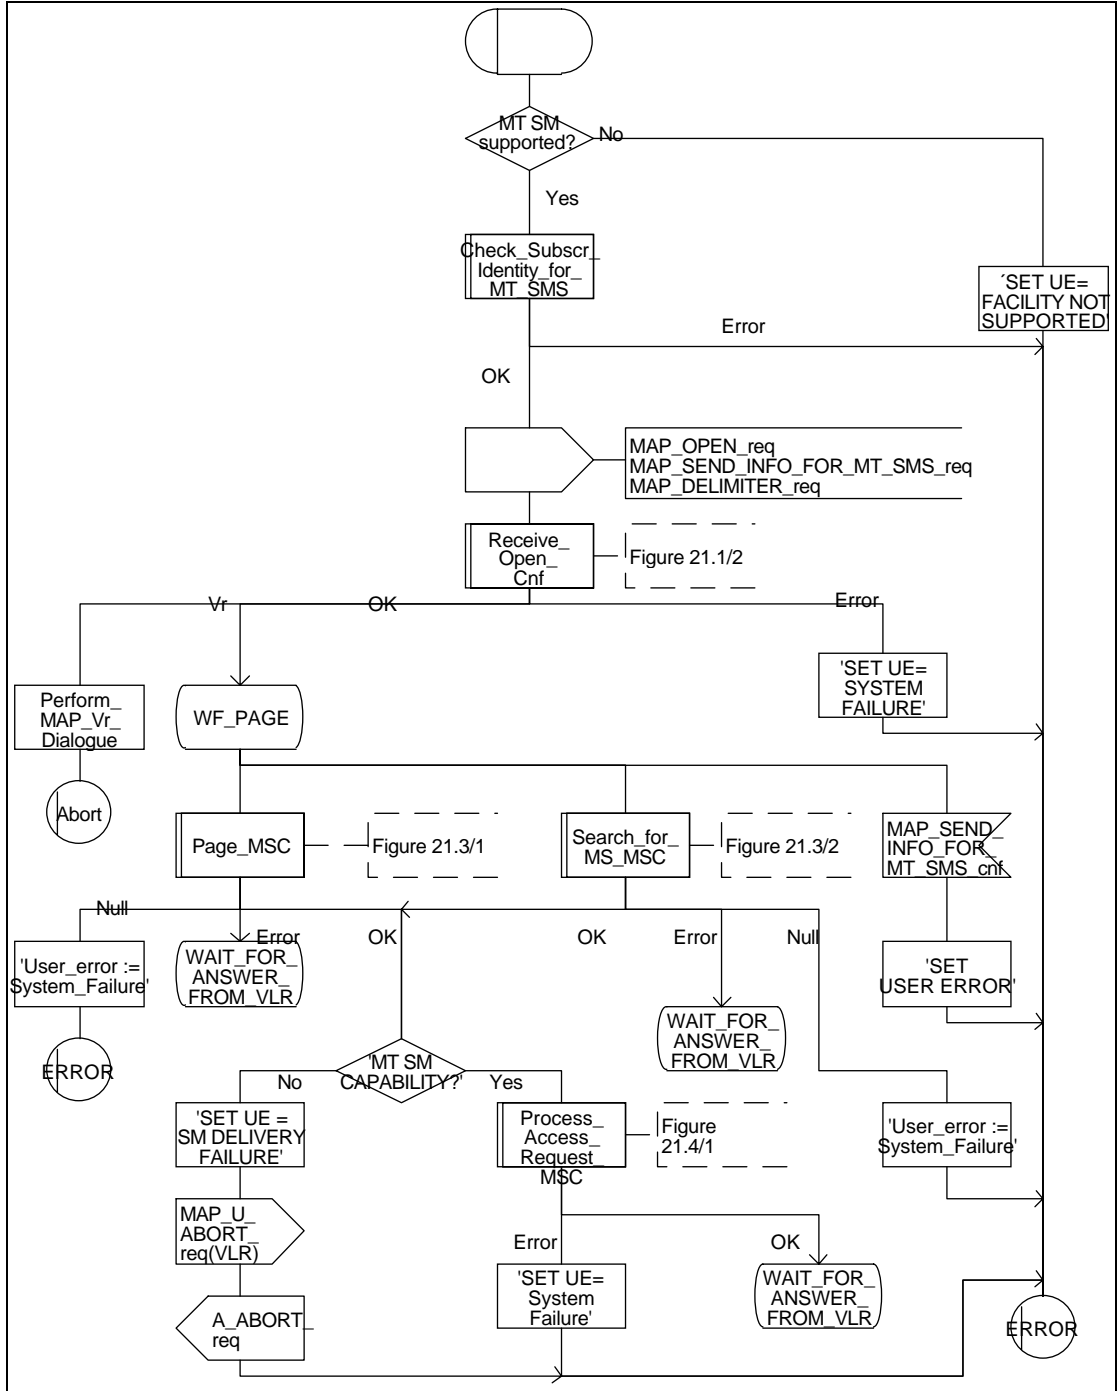 MT SM
supported?
No
Yes
Check_Subscr_
Identity_for_
MT_SMS
´SET UE=
FACILITY NOT
SUPPORTED'
Error
OK
MAP_OPEN_req
MAP_SEND_INFO_FOR_MT_SMS_req
MAP_DELIMITER_req
Receive_
Open_
Cnf
Figure 21.1/2
Vr
OK
Error
'SET UE=
SYSTEM
FAILURE'
Perform_
MAP_Vr_
Dialogue
WF_PAGE
Abort
Page_MSC
Figure 21.3/1
Search_for_
MS_MSC
Figure 21.3/2
MAP_SEND_
INFO_FOR_
MT_SMS_cnf
Null
Error
OK
OK
Error
Null
'User_error :=
System_Failure'
WAIT_FOR_
ANSWER_
FROM_VLR
'SET
USER ERROR'
WAIT_FOR_
ANSWER_
FROM_VLR
ERROR
'MT SM
CAPABILITY?'
No
Yes
'SET UE =
SM DELIVERY
FAILURE'
Process_
Access_
Request_
MSC
Figure
21.4/1
'User_error :=
System_Failure'
MAP_U_
ABORT_
req(VLR)
Error
OK
'SET UE=
System
Failure'
WAIT_FOR_
ANSWER_
FROM_VLR
A_ABORT_
req
ERROR